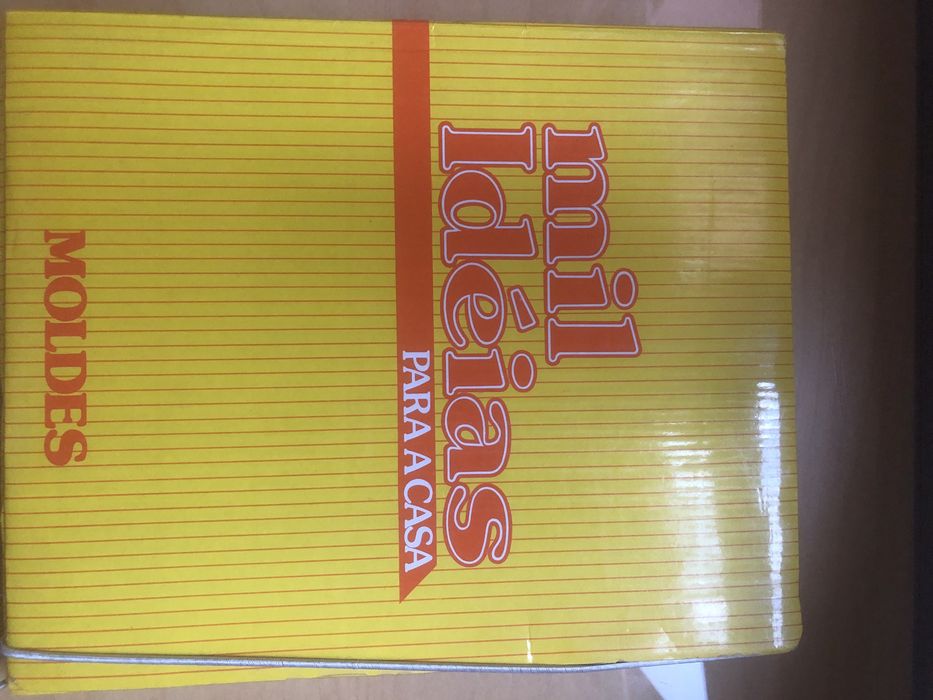 mil
Idéias
PARA A CASA
MOLDES